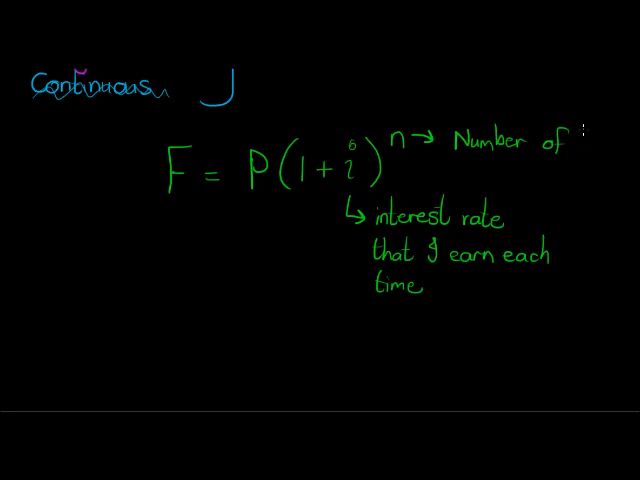 Continuous J
F = P(1 + i)^n → Number of
↳ interest rate
that I earn each
time